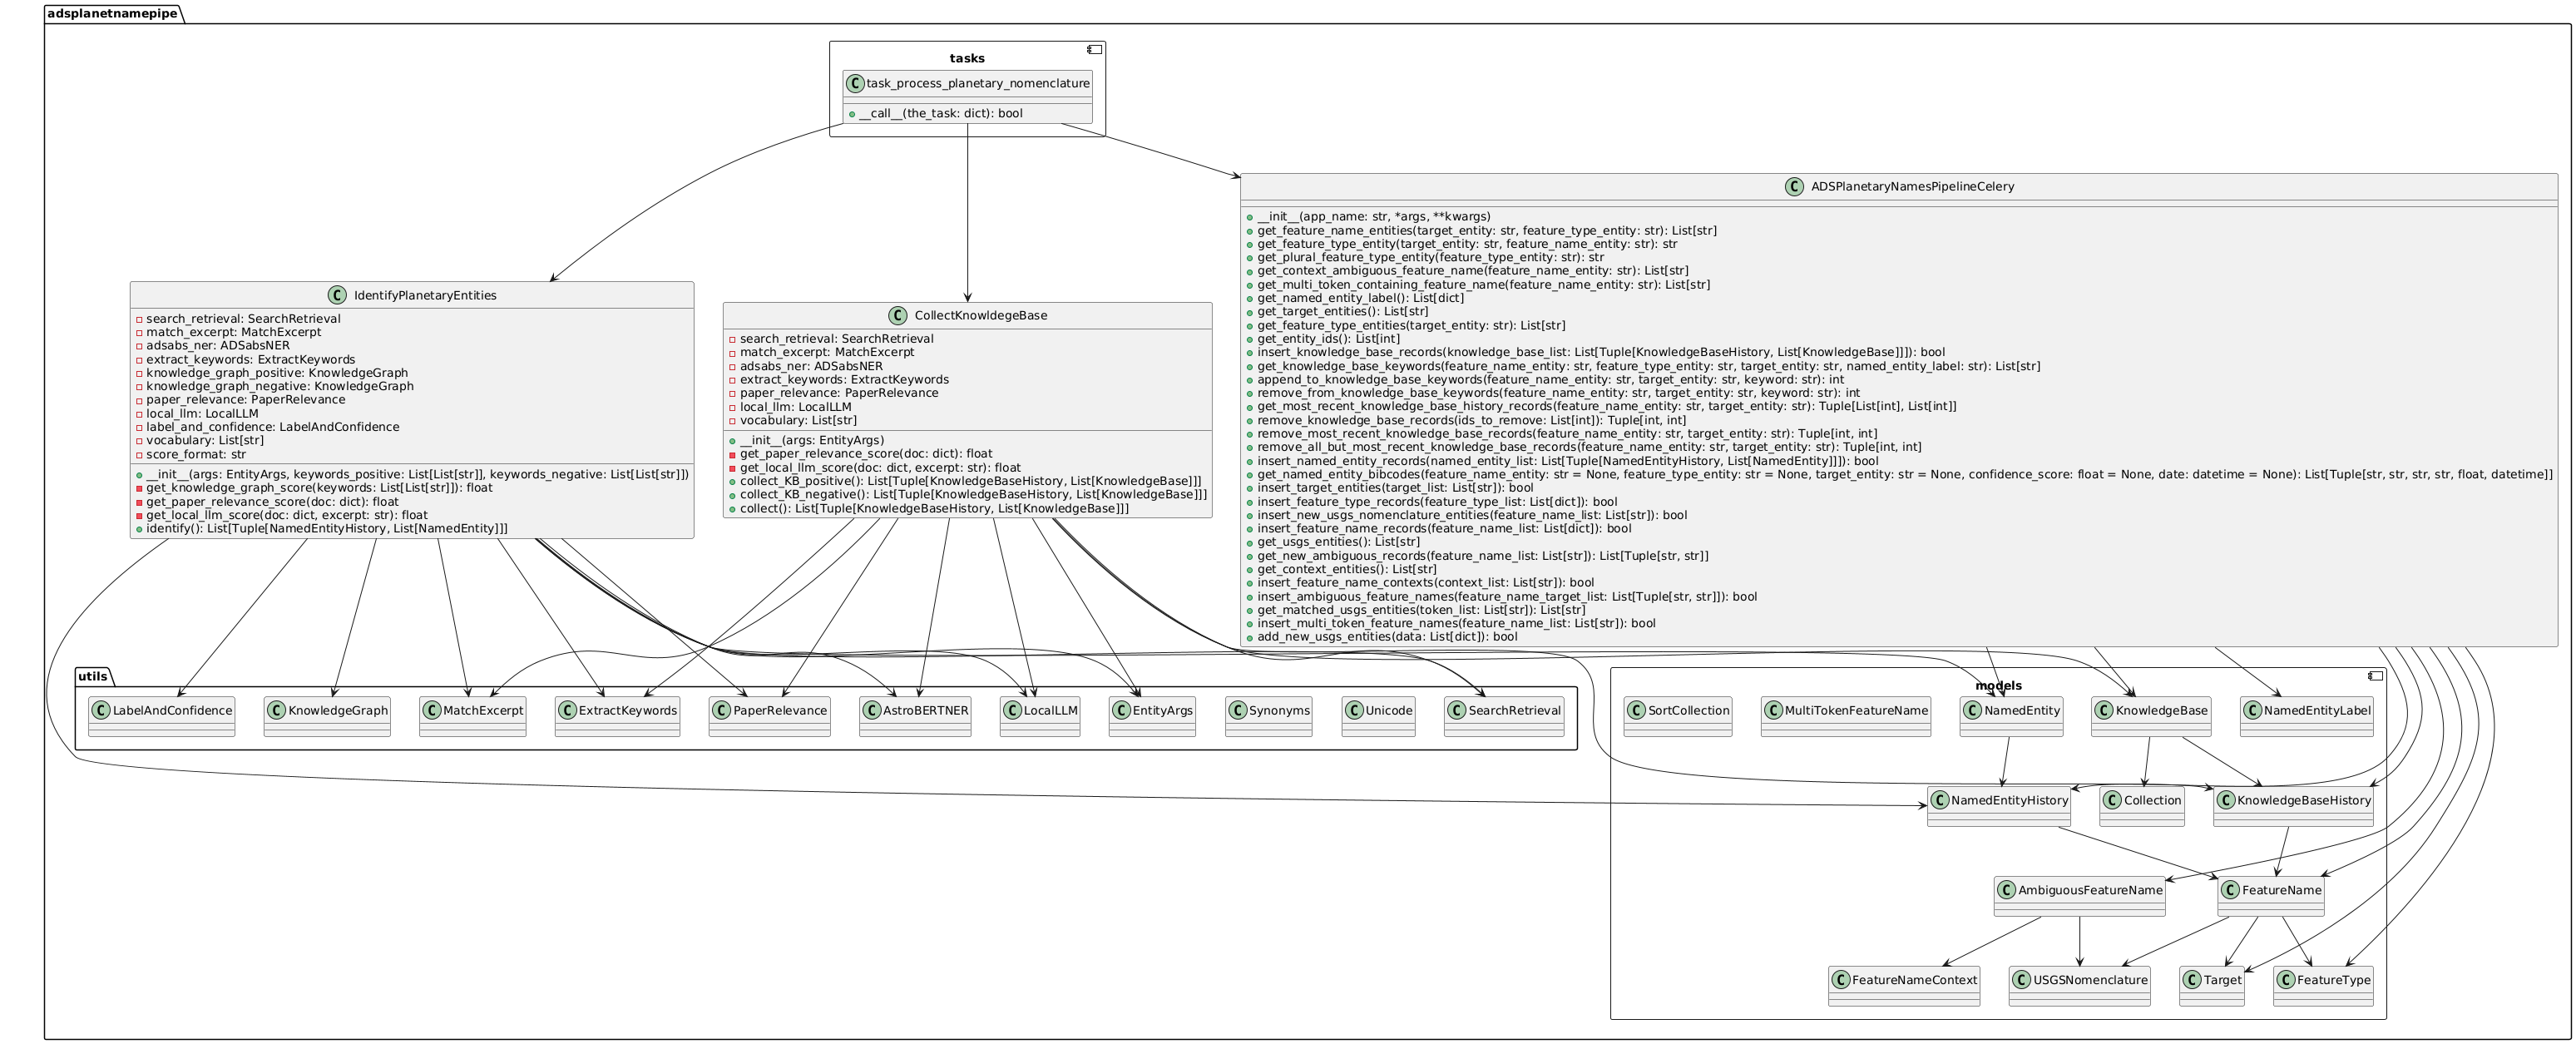 adsplanetnamepipe
tasks
C task_process_planetary_nomenclature
__call__(the_task: dict): bool
C ADSPlanetaryNamesPipelineCelery
__init__(app_name: str, *args, **kwargs)
get_feature_name_entities(target_entity: str, feature_type_entity: str): List[str]
get_feature_type_entity(target_entity: str, feature_name_entity: str): str
get_plural_feature_type_entity(feature_type_entity: str): str
get_context_ambiguous_feature_name(feature_name_entity: str): List[str]
get_multi_token_containing_feature_name(feature_name_entity: str): List[str]
get_named_entity_label(): List[dict]
get_target_entities(): List[str]
get_feature_type_entities(target_entity: str): List[str]
get_entity_ids(): List[int]
insert_knowledge_base_records(knowledge_base_list: List[Tuple[KnowledgeBaseHistory, List[KnowledgeBase]]]): bool
get_knowledge_base_keywords(feature_name_entity: str, feature_type_entity: str, target_entity: str, named_entity_label: str): List[str]
append_to_knowledge_base_keywords(feature_name_entity: str, target_entity: str, keyword: str): int
remove_from_knowledge_base_keywords(feature_name_entity: str, target_entity: str, keyword: str): int
get_most_recent_knowledge_base_history_records(feature_name_entity: str, target_entity: str): Tuple[List[int], List[int]]
remove_knowledge_base_records(ids_to_remove: List[int]): Tuple[int, int]
remove_most_recent_knowledge_base_records(feature_name_entity: str, target_entity: str): Tuple[int, int]
remove_all_but_most_recent_knowledge_base_records(feature_name_entity: str, target_entity: str): Tuple[int, int]
insert_named_entity_records(named_entity_list: List[Tuple[NamedEntityHistory, List[NamedEntity]]]): bool
get_named_entity_bibcodes(feature_name_entity: str = None, feature_type_entity: str = None, target_entity: str = None, confidence_score: float = None, date: datetime = None): List[Tuple[str, str, str, str, float, datetime]]
insert_target_entities(target_list: List[str]): bool
insert_feature_type_records(feature_type_list: List[dict]): bool
insert_new_usgs_nomenclature_entities(feature_name_list: List[str]): bool
insert_feature_name_records(feature_name_list: List[dict]): bool
get_usgs_entities(): List[str]
get_new_ambiguous_records(feature_name_list: List[str]): List[Tuple[str, str]]
get_context_entities(): List[str]
insert_feature_name_contexts(context_list: List[str]): bool
insert_ambiguous_feature_names(feature_name_target_list: List[Tuple[str, str]]): bool
get_matched_usgs_entities(token_list: List[str]): List[str]
insert_multi_token_feature_names(feature_name_list: List[str]): bool
add_new_usgs_entities(data: List[dict]): bool
C IdentifyPlanetaryEntities
search_retrieval: SearchRetrieval
match_excerpt: MatchExcerpt
adsabs_ner: ADSabsNER
extract_keywords: ExtractKeywords
knowledge_graph_positive: KnowledgeGraph
knowledge_graph_negative: KnowledgeGraph
paper_relevance: PaperRelevance
local_llm: LocalLLM
label_and_confidence: LabelAndConfidence
vocabulary: List[str]
score_format: str
__init__(args: EntityArgs, keywords_positive: List[List[str]], keywords_negative: List[List[str]])
get_knowledge_graph_score(keywords: List[List[str]]): float
get_paper_relevance_score(doc: dict): float
get_local_llm_score(doc: dict, excerpt: str): float
identify(): List[Tuple[NamedEntityHistory, List[NamedEntity]]]
C CollectKnowldegeBase
search_retrieval: SearchRetrieval
match_excerpt: MatchExcerpt
adsabs_ner: ADSabsNER
extract_keywords: ExtractKeywords
paper_relevance: PaperRelevance
local_llm: LocalLLM
vocabulary: List[str]
__init__(args: EntityArgs)
get_paper_relevance_score(doc: dict): float
get_local_llm_score(doc: dict, excerpt: str): float
collect_KB_positive(): List[Tuple[KnowledgeBaseHistory, List[KnowledgeBase]]]
collect_KB_negative(): List[Tuple[KnowledgeBaseHistory, List[KnowledgeBase]]]
collect(): List[Tuple[KnowledgeBaseHistory, List[KnowledgeBase]]]
utils
C LabelAndConfidence
C KnowledgeGraph
C MatchExcerpt
C ExtractKeywords
C PaperRelevance
C AstroBERTNER
C LocalLLM
C EntityArgs
C Synonyms
C Unicode
C SearchRetrieval
models
C SortCollection
C MultiTokenFeatureName
C NamedEntity
C KnowledgeBase
C NamedEntityLabel
C NamedEntityHistory
C Collection
C KnowledgeBaseHistory
C AmbiguousFeatureName
C FeatureName
C FeatureNameContext
C USGSNomenclature
C Target
C FeatureType